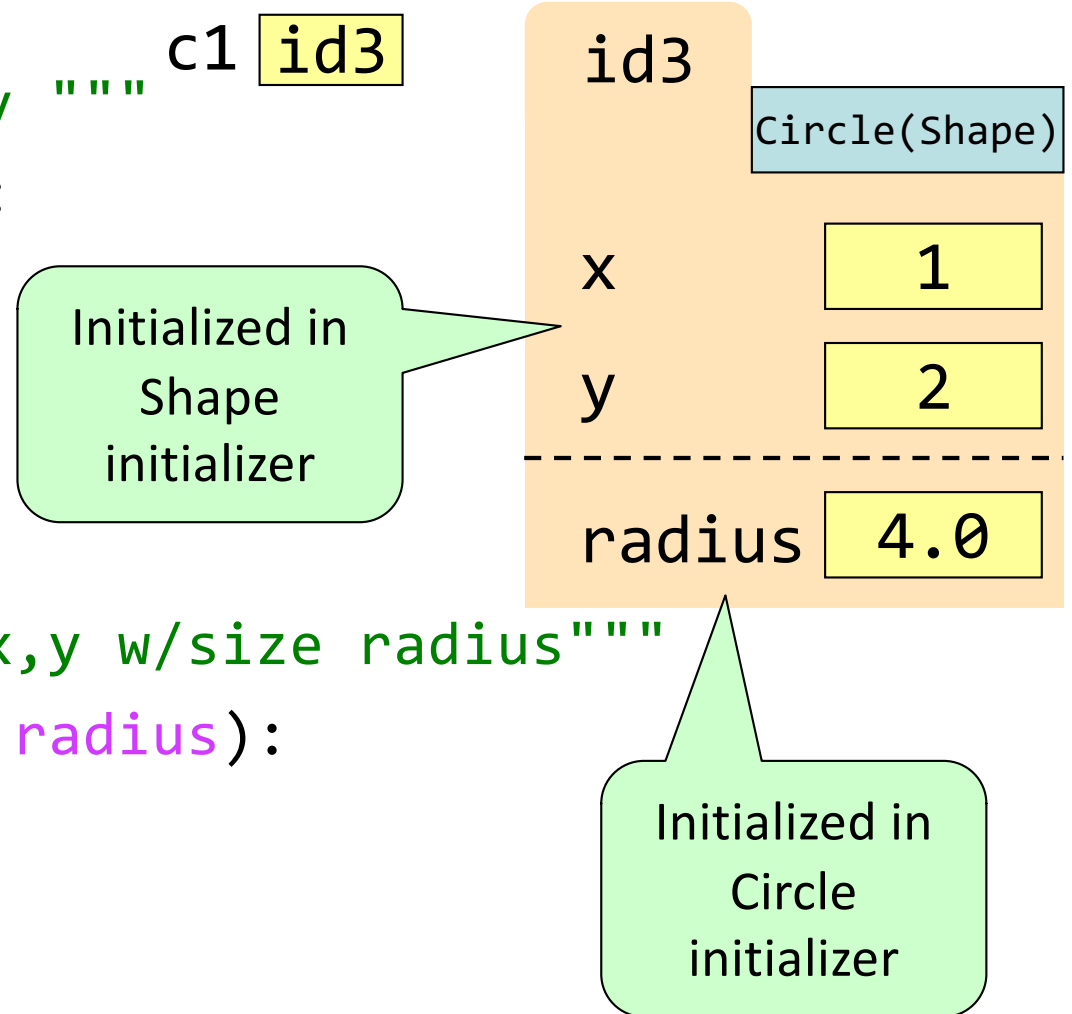 c1 id3
id3
y """
Circle(Shape)
:
x 1
Initialized in
Shape
initializer
y 2
radius 4.0
x,y w/size radius"""
radius):
Initialized in
Circle
initializer